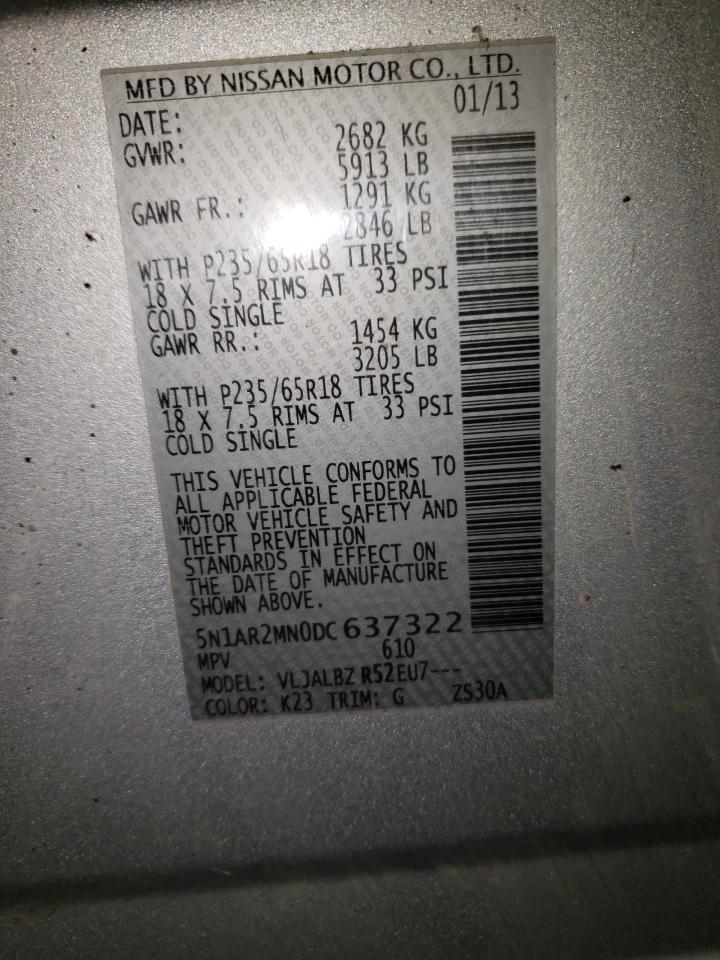 MFD BY NISSAN MOTOR CO., LTD.
DATE: 01/13
GVWR: 2682 KG
5913 LB
GAWR FR.: 1291 KG
2846 LB
WITH P235/65R18 TIRES
18 X 7.5 RIMS AT 33 PSI
COLD SINGLE
GAWR RR.: 1454 KG
3205 LB
WITH P235/65R18 TIRES
18 X 7.5 RIMS AT 33 PSI
COLD SINGLE
THIS VEHICLE CONFORMS TO
ALL APPLICABLE FEDERAL
MOTOR VEHICLE SAFETY AND
THEFT PREVENTION
STANDARDS IN EFFECT ON
THE DATE OF MANUFACTURE
SHOWN ABOVE.
5N1AR2MN0DC 637322
MPV 610
MODEL: VLJALBZ R52EU7---
COLOR: K23 TRIM: G ZS30A